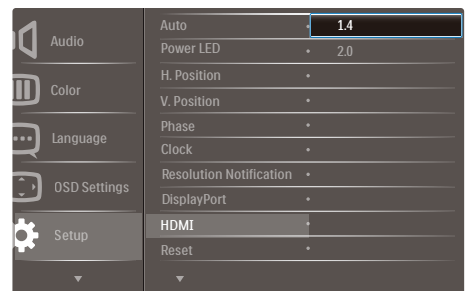 Audio
Color
Language
OSD Settings
Setup
Auto
Power LED
H. Position
V. Position
Phase
Clock
Resolution Notification
DisplayPort
HDMI
Reset
1.4
2.0